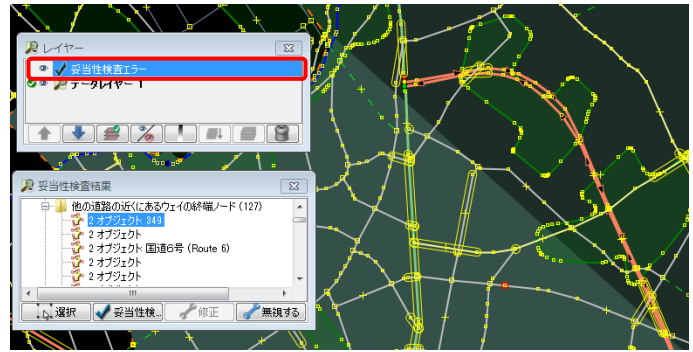 レイヤー
妥当性検査エラー
データレイヤー 1
妥当性検査結果
他の道路の近くにあるウェイの終端ノード (127)
2 オブジェクト 349
2 オブジェクト
2 オブジェクト 国道6号 (Route 6)
2 オブジェクト
2 オブジェクト
選択
妥当性検...
修正
無視する